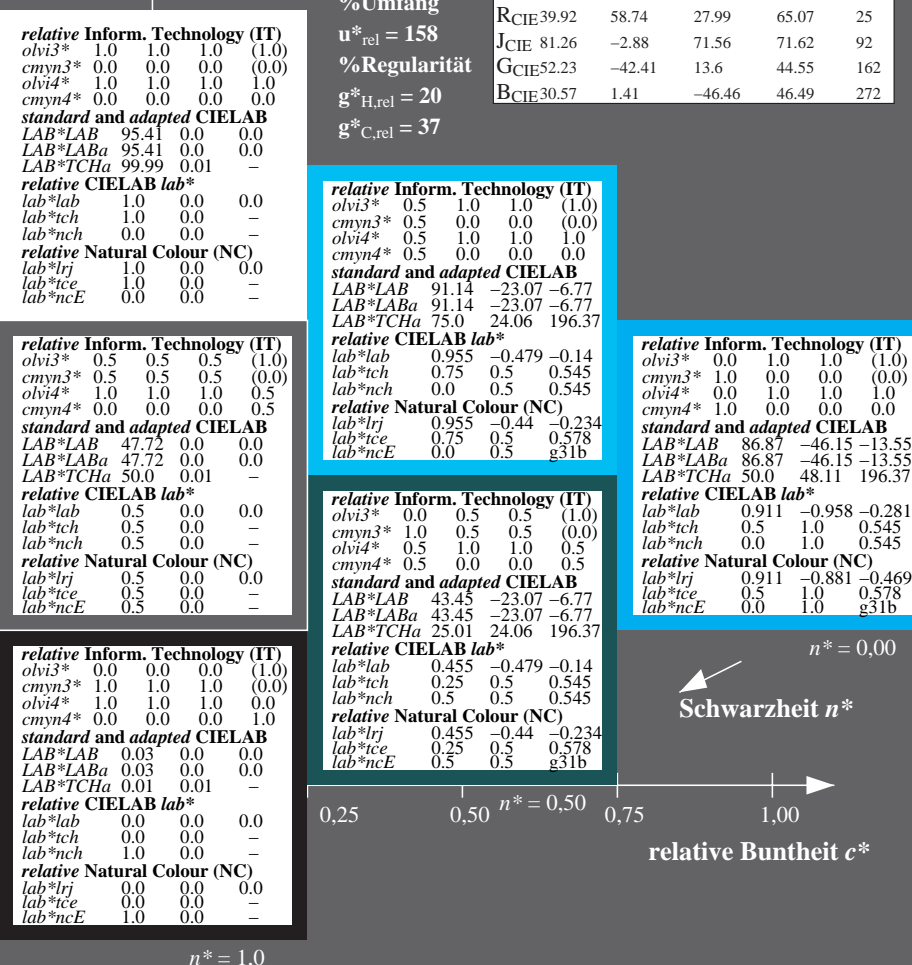 %Umfang
u*rel = 158
%Regularität
g*H,rel = 20
g*C,rel = 37
RCIE 39.92 58.74 27.99 65.07 25
JCIE 81.26 −2.88 71.56 71.62 92
GCIE 52.23 −42.41 13.6 44.55 162
BCIE 30.57 1.41 −46.46 46.49 272
relative Inform. Technology (IT)
olvi3* 1.0 1.0 1.0 (1.0)
cmyn3* 0.0 0.0 0.0 (0.0)
olvi4* 1.0 1.0 1.0 1.0
cmyn4* 0.0 0.0 0.0 0.0
standard and adapted CIELAB
LAB*LAB 95.41 0.0 0.0
LAB*LABa 95.41 0.0 0.0
LAB*TCHa 99.99 0.01 –
relative CIELAB lab*
lab*lab 1.0 0.0 0.0
lab*tch 1.0 0.0 –
lab*nch 0.0 0.0 –
relative Natural Colour (NC)
lab*lrj 1.0 0.0 0.0
lab*tce 1.0 0.0 –
lab*ncE 0.0 0.0 –
relative Inform. Technology (IT)
olvi3* 0.5 1.0 1.0 (1.0)
cmyn3* 0.5 0.0 0.0 (0.0)
olvi4* 0.5 1.0 1.0 1.0
cmyn4* 0.5 0.0 0.0 0.0
standard and adapted CIELAB
LAB*LAB 91.14 −23.07 −6.77
LAB*LABa 91.14 −23.07 −6.77
LAB*TCHa 75.0 24.06 196.37
relative CIELAB lab*
lab*lab 0.955 −0.479 −0.14
lab*tch 0.75 0.5 0.545
lab*nch 0.0 0.5 0.545
relative Natural Colour (NC)
lab*lrj 0.955 −0.44 −0.234
lab*tce 0.75 0.5 0.578
lab*ncE 0.0 0.5 g31b
relative Inform. Technology (IT)
olvi3* 0.5 0.5 0.5 (1.0)
cmyn3* 0.5 0.5 0.5 (0.0)
olvi4* 1.0 1.0 1.0 0.5
cmyn4* 0.0 0.0 0.0 0.5
standard and adapted CIELAB
LAB*LAB 47.72 0.0 0.0
LAB*LABa 47.72 0.0 0.0
LAB*TCHa 50.0 0.01 –
relative CIELAB lab*
lab*lab 0.5 0.0 0.0
lab*tch 0.5 0.0 –
lab*nch 0.5 0.0 –
relative Natural Colour (NC)
lab*lrj 0.5 0.0 0.0
lab*tce 0.5 0.0 –
lab*ncE 0.5 0.0 –
relative Inform. Technology (IT)
olvi3* 0.0 1.0 1.0 (1.0)
cmyn3* 1.0 0.0 0.0 (0.0)
olvi4* 0.0 1.0 1.0 1.0
cmyn4* 1.0 0.0 0.0 0.0
standard and adapted CIELAB
LAB*LAB 86.87 −46.15 −13.55
LAB*LABa 86.87 −46.15 −13.55
LAB*TCHa 50.0 48.11 196.37
relative CIELAB lab*
lab*lab 0.911 −0.958 −0.281
lab*tch 0.5 1.0 0.545
lab*nch 0.0 1.0 0.545
relative Natural Colour (NC)
lab*lrj 0.911 −0.881 −0.469
lab*tce 0.5 1.0 0.578
lab*ncE 0.0 1.0 g31b
n* = 0,00
relative Inform. Technology (IT)
olvi3* 0.0 0.5 0.5 (1.0)
cmyn3* 1.0 0.5 0.5 (0.0)
olvi4* 0.5 1.0 1.0 0.5
cmyn4* 0.5 0.0 0.0 0.5
standard and adapted CIELAB
LAB*LAB 43.45 −23.07 −6.77
LAB*LABa 43.45 −23.07 −6.77
LAB*TCHa 25.01 24.06 196.37
relative CIELAB lab*
lab*lab 0.455 −0.479 −0.14
lab*tch 0.25 0.5 0.545
lab*nch 0.5 0.5 0.545
relative Natural Colour (NC)
lab*lrj 0.455 −0.44 −0.234
lab*tce 0.25 0.5 0.578
lab*ncE 0.5 0.5 g31b
relative Inform. Technology (IT)
olvi3* 0.0 0.0 0.0 (1.0)
cmyn3* 1.0 1.0 1.0 (0.0)
olvi4* 1.0 1.0 1.0 0.0
cmyn4* 0.0 0.0 0.0 1.0
standard and adapted CIELAB
LAB*LAB 0.03 0.0 0.0
LAB*LABa 0.03 0.0 0.0
LAB*TCHa 0.01 0.01 –
relative CIELAB lab*
lab*lab 0.0 0.0 0.0
lab*tch 0.0 0.0 –
lab*nch 1.0 0.0 –
relative Natural Colour (NC)
lab*lrj 0.0 0.0 0.0
lab*tce 0.0 0.0 –
lab*ncE 1.0 0.0 –
Schwarzheit n*
n* = 0,50
0,25 0,50 0,75 1,00
relative Buntheit c*
n* = 1,0